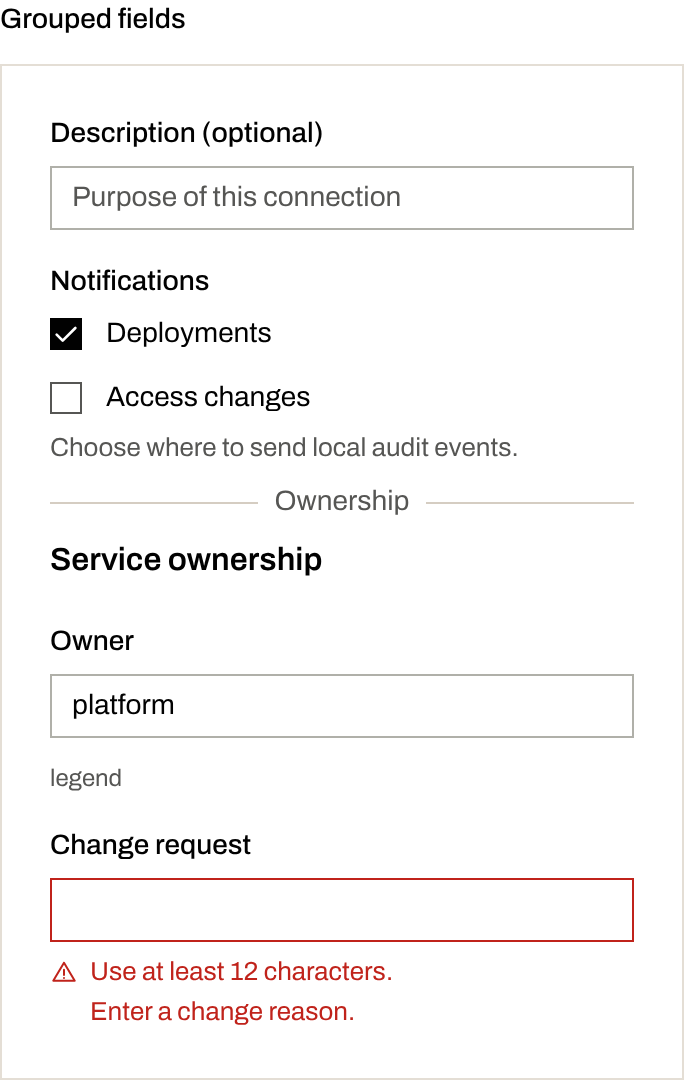 Grouped fields
Description (optional)
Purpose of this connection
Notifications
Deployments
Access changes
Choose where to send local audit events.
Ownership
Service ownership
Owner
platform
legend
Change request
Use at least 12 characters.
Enter a change reason.